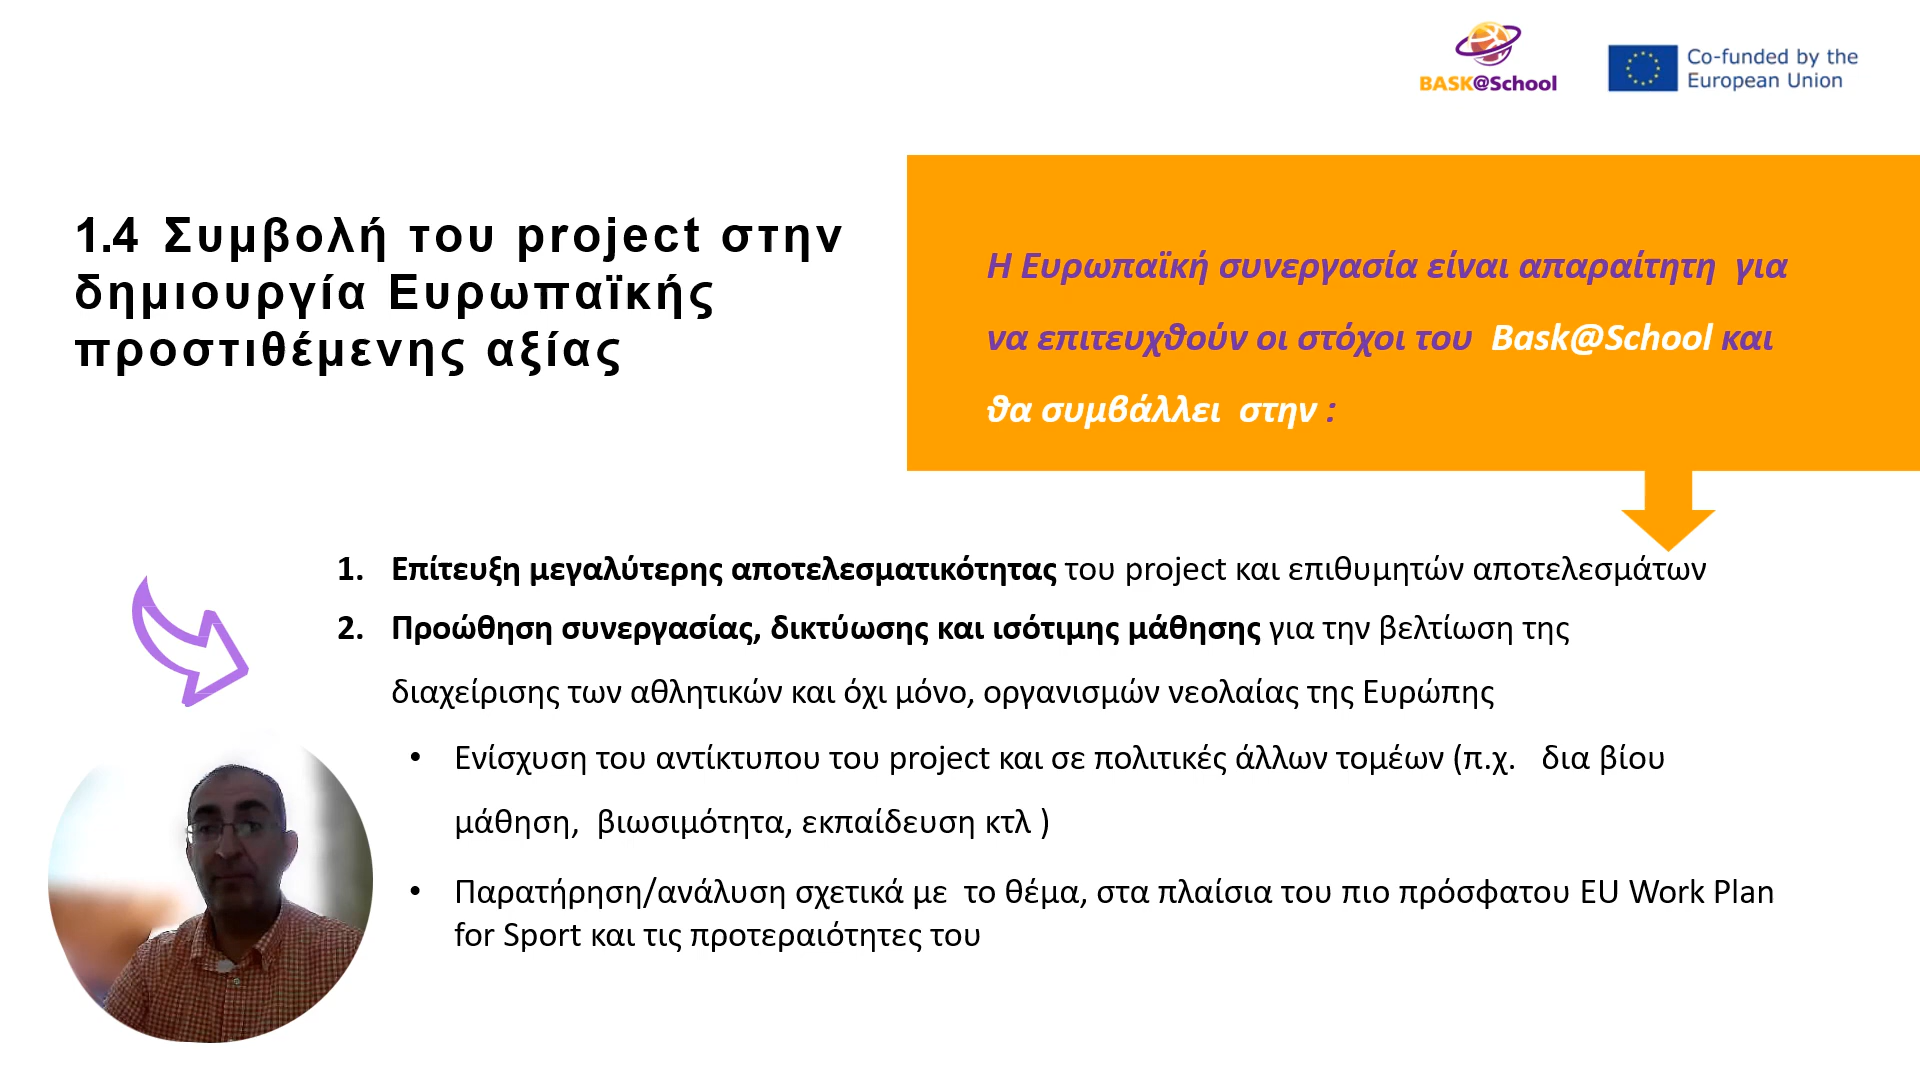 BASK@School
Co-funded by the
European Union
1.4 Συμβολή του project στην
δημιουργία Ευρωπαϊκής
προστιθέμενης αξίας
Η Ευρωπαϊκή συνεργασία είναι απαραίτητη για
να επιτευχθούν οι στόχοι του Bask@School και
θα συμβάλλει στην :
1. Επίτευξη μεγαλύτερης αποτελεσματικότητας του project και επιθυμητών αποτελεσμάτων
2. Προώθηση συνεργασίας, δικτύωσης και ισότιμης μάθησης για την βελτίωση της
διαχείρισης των αθλητικών και όχι μόνο, οργανισμών νεολαίας της Ευρώπης
• Ενίσχυση του αντίκτυπου του project και σε πολιτικές άλλων τομέων (π.χ. δια βίου
μάθηση, βιωσιμότητα, εκπαίδευση κτλ )
• Παρατήρηση/ανάλυση σχετικά με το θέμα, στα πλαίσια του πιο πρόσφατου EU Work Plan
for Sport και τις προτεραιότητες του